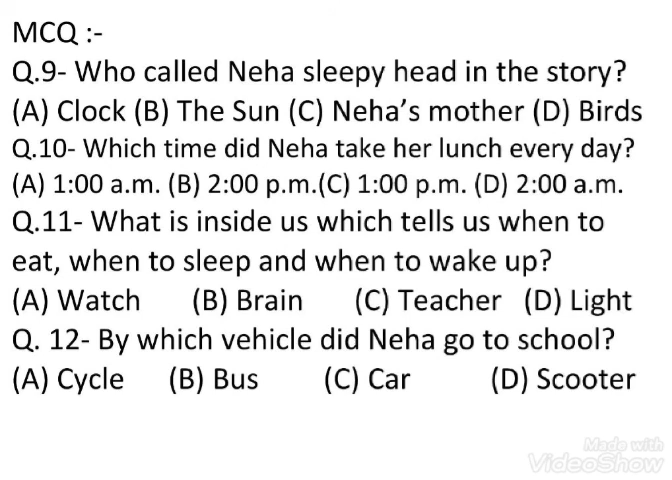 MCQ :-
Q.9- Who called Neha sleepy head in the story?
(A) Clock (B) The Sun (C) Neha’s mother (D) Birds
Q.10- Which time did Neha take her lunch every day?
(A) 1:00 a.m. (B) 2:00 p.m.(C) 1:00 p.m. (D) 2:00 a.m.
Q.11- What is inside us which tells us when to
eat, when to sleep and when to wake up?
(A) Watch (B) Brain (C) Teacher (D) Light
Q. 12- By which vehicle did Neha go to school?
(A) Cycle (B) Bus (C) Car (D) Scooter
Made with
VideoShow